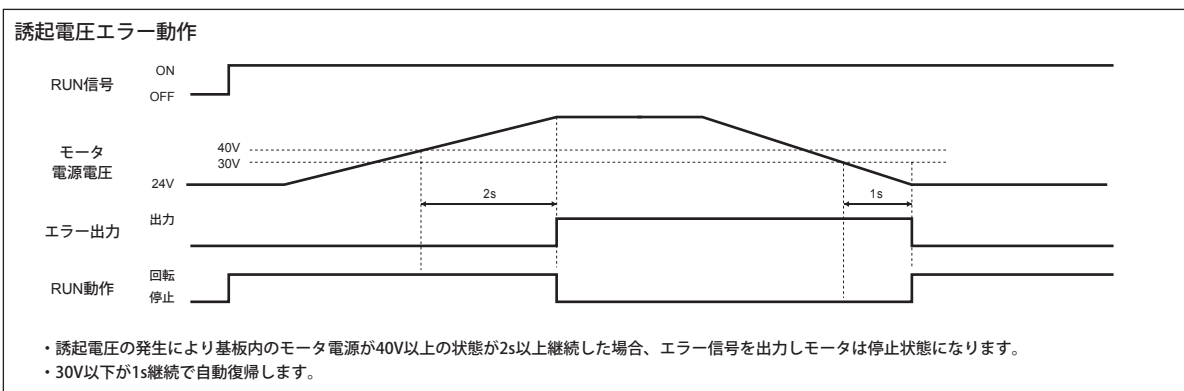 誘起電圧エラー動作
RUN信号
ON
OFF
モータ
電源電圧
40V
30V
24V
2s
1s
エラー出力
出力
RUN動作
回転
停止
・誘起電圧の発生により基板内のモータ電源が40V以上の状態が2s以上継続した場合、エラー信号を出力しモータは停止状態になります。
・30V以下が1s継続で自動復帰します。